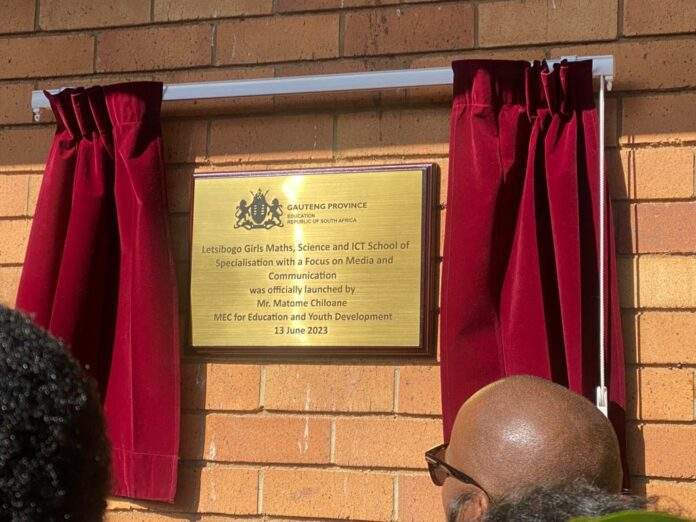 GAUTENG PROVINCE
EDUCATION
REPUBLIC OF SOUTH AFRICA
Letsibogo Girls Maths, Science and ICT School of
Specialisation with a Focus on Media and
Communication
was officially launched by
Mr. Matome Chiloane
MEC for Education and Youth Development
13 June 2023